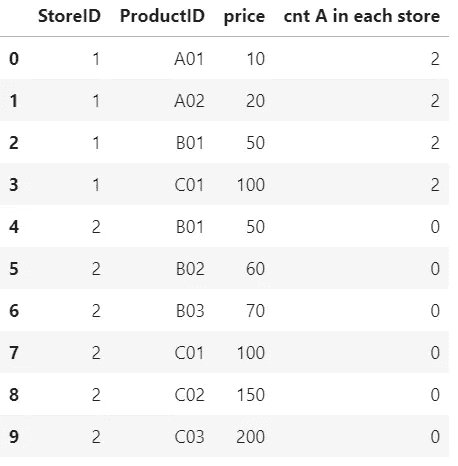 StoreID ProductID price cnt A in each store
0 1 A01 10 2
1 1 A02 20 2
2 1 B01 50 2
3 1 C01 100 2
4 2 B01 50 0
5 2 B02 60 0
6 2 B03 70 0
7 2 C01 100 0
8 2 C02 150 0
9 2 C03 200 0